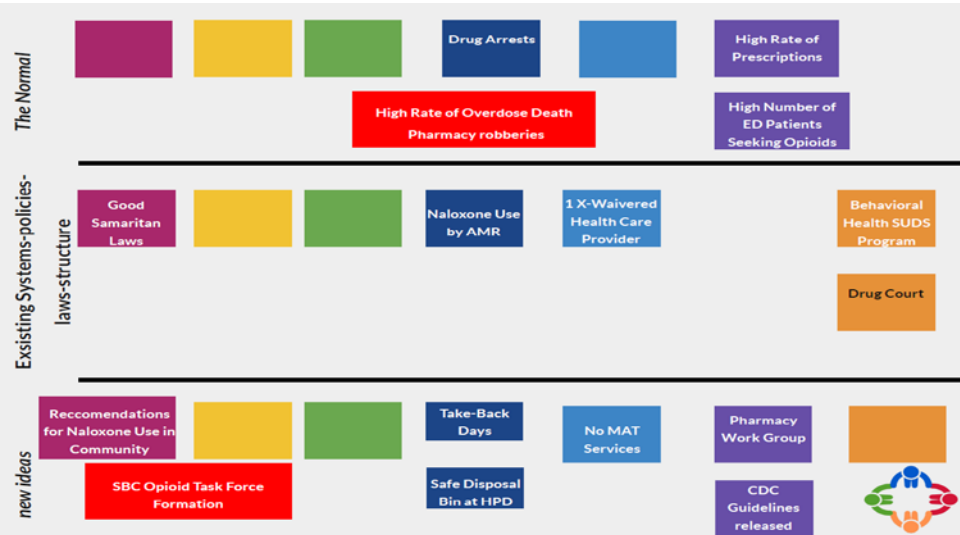 The Normal
Drug Arrests
High Rate of
Prescriptions
High Rate of Overdose Death
Pharmacy robberies
High Number of
ED Patients
Seeking Opioids
Exsisting Systems-policies-
laws-structure
Good
Samaritan
Laws
Naloxone Use
by AMR
1 X-Waivered
Health Care
Provider
Behavioral
Health SUDS
Program
Drug Court
new ideas
Reccomendations
for Naloxone Use in
Community
Take-Back
Days
No MAT
Services
Pharmacy
Work Group
SBC Opioid Task Force
Formation
Safe Disposal
Bin at HPD
CDC
Guidelines
released